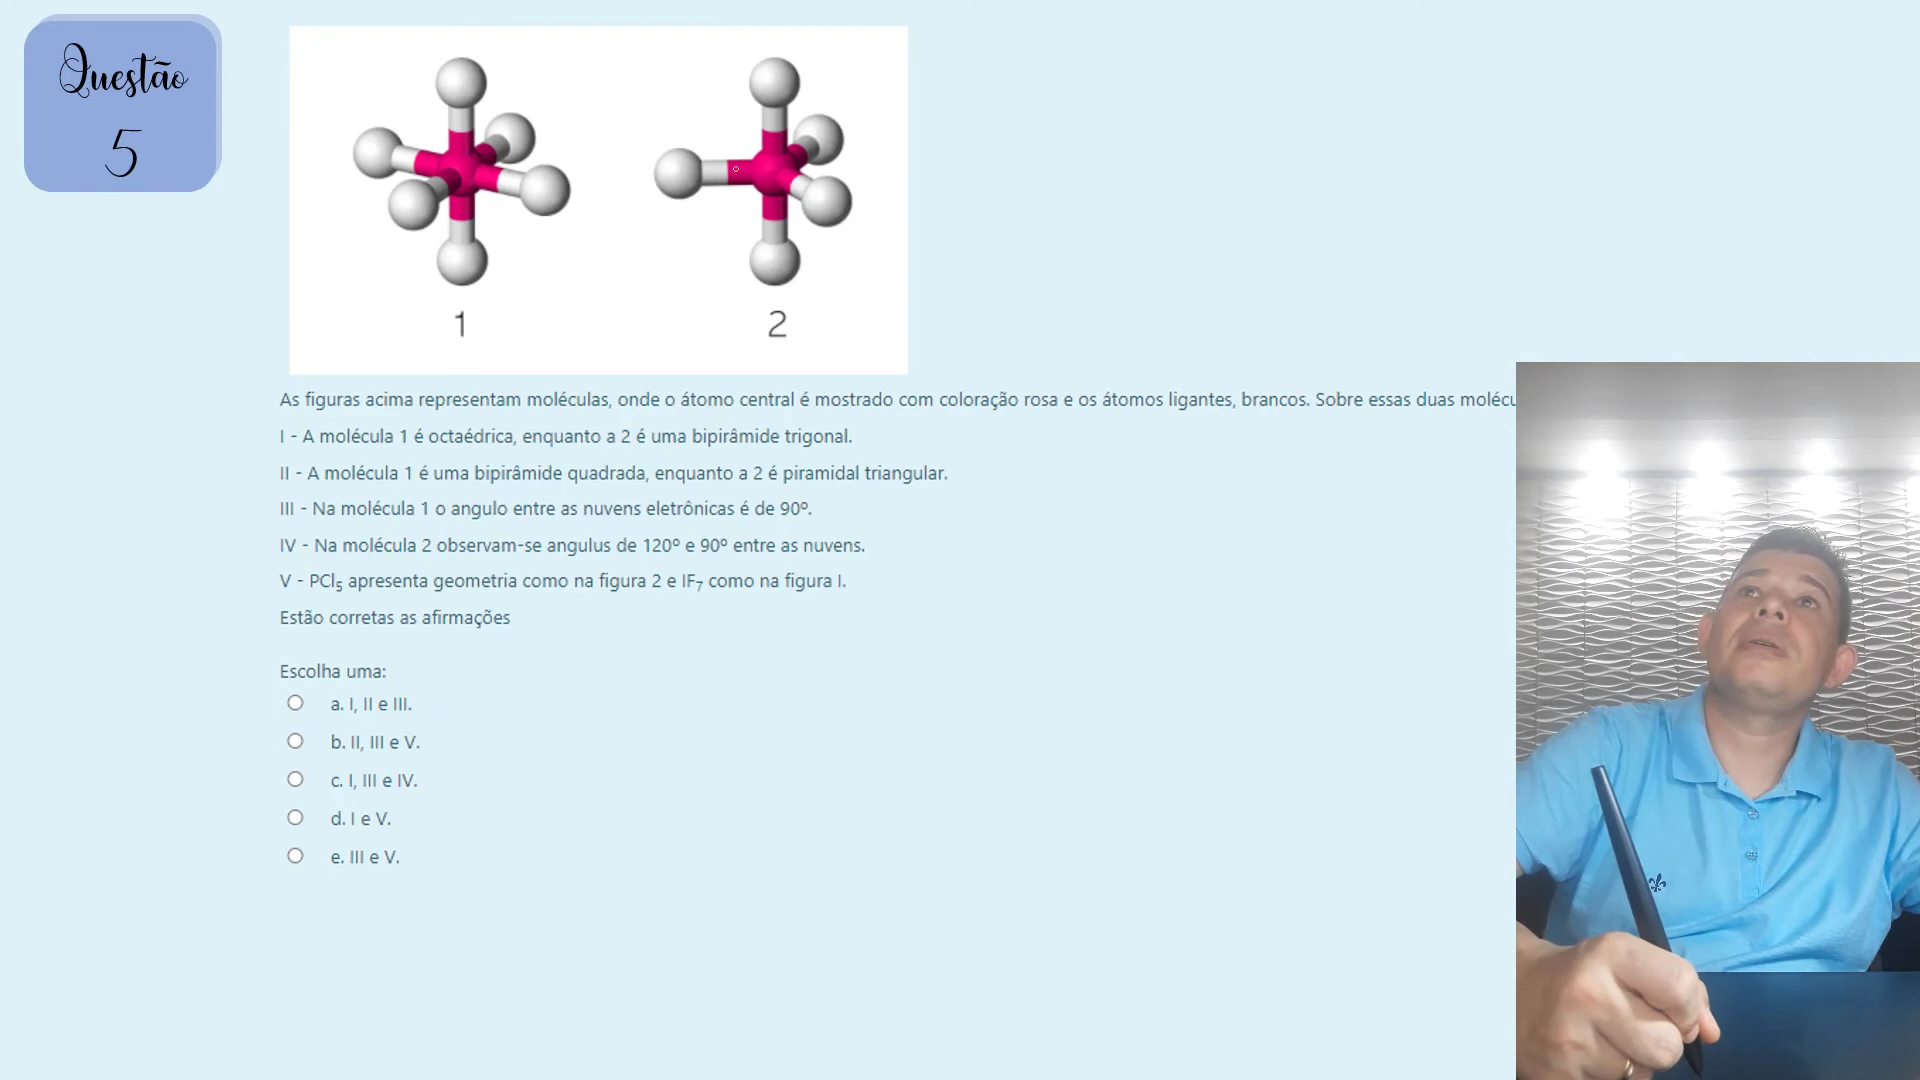 Questão
5
1
2
As figuras acima representam moléculas, onde o átomo central é mostrado com coloração rosa e os átomos ligantes, brancos. Sobre essas duas
I - A molécula 1 é octaédrica, enquanto a 2 é uma bipirâmide trigonal.
II - A molécula 1 é uma bipirâmide quadrada, enquanto a 2 é piramidal triangular.
III - Na molécula 1 o angulo entre as nuvens eletrônicas é de 90º.
IV - Na molécula 2 observam-se angulus de 120º e 90º entre as nuvens.
V - PCl₅ apresenta geometria como na figura 2 e IF₇ como na figura I.
Estão corretas as afirmações
Escolha uma:
a. I, II e III.
b. II, III e V.
c. I, III e IV.
d. I e V.
e. III e V.